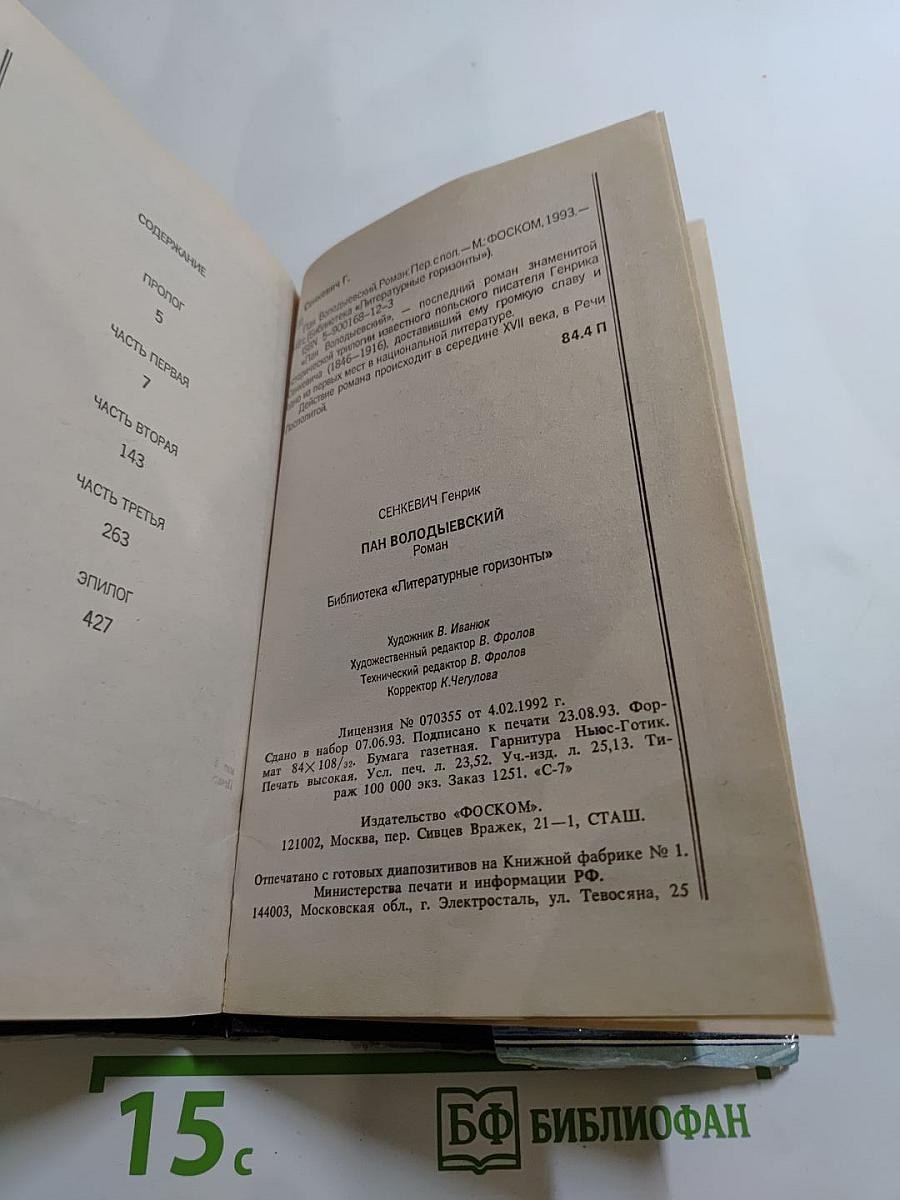 СОДЕРЖАНИЕ
ПРОЛОГ
5
ЧАСТЬ ПЕРВАЯ
7
ЧАСТЬ ВТОРАЯ
143
ЧАСТЬ ТРЕТЬЯ
263
ЭПИЛОГ
427
Сенкевич Г.
Пан Володыевский. Роман: Пер. с пол. — М.: ФОСКОМ, 1993.—
(Библиотека «Литературные горизонты»).
ISBN 5-900168-12-3
«Пан Володыевский», — последний роман знаменитой
исторической трилогии известного польского писателя Генрика
Сенкевича (1846—1916), доставивший ему громкую славу и
одно из первых мест в национальной литературе.
Действие романа происходит в середине XVII века, в Речи
Посполитой.
84.4 П
СЕНКЕВИЧ Генрик
ПАН ВОЛОДЫЕВСКИЙ
Роман
Библиотека «Литературные горизонты»
Художник В. Иванюк
Художественный редактор В. Фролов
Технический редактор В. Фролов
Корректор К.Чегулова
Лицензия № 070355 от 4.02.1992 г.
Сдано в набор 07.06.93. Подписано к печати 23.08.93. Фор-
мат 84×108/32. Бумага газетная. Гарнитура Ньюс-Готик.
Печать высокая. Усл. печ. л. 23,52. Уч.-изд. л. 25,13. Ти-
раж 100 000 экз. Заказ 1251. «С-7»
Издательство «ФОСКОМ».
121002, Москва, пер. Сивцев Вражек, 21—1, СТАШ.
Отпечатано с готовых диапозитивов на Книжной фабрике № 1.
Министерства печати и информации РФ.
144003, Московская обл., г. Электросталь, ул. Тевосяна, 25
15 с
БФ БИБЛИОФАН